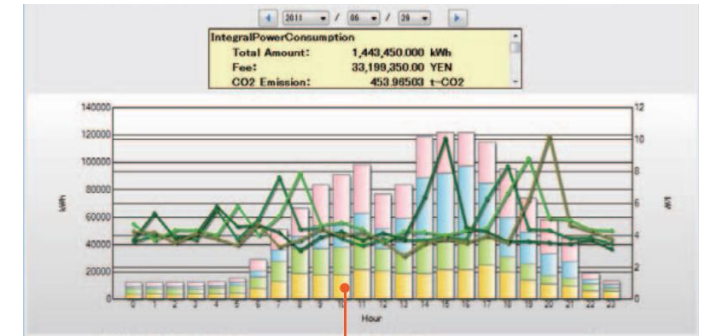 2011 / 06 / 29
IntegralPowerConsumption
Total Amount: 1,443,450.000 kWh
Fee: 33,199,350.00 YEN
CO2 Emission: 453.96503 t-CO2
140000 12
120000 10
100000 8
80000
60000 6
40000 4
20000 2
0 0
kWh kW
0 1 2 3 4 5 6 7 8 9 10 11 12 13 14 15 16 17 18 19 20 21 22 23
Hour